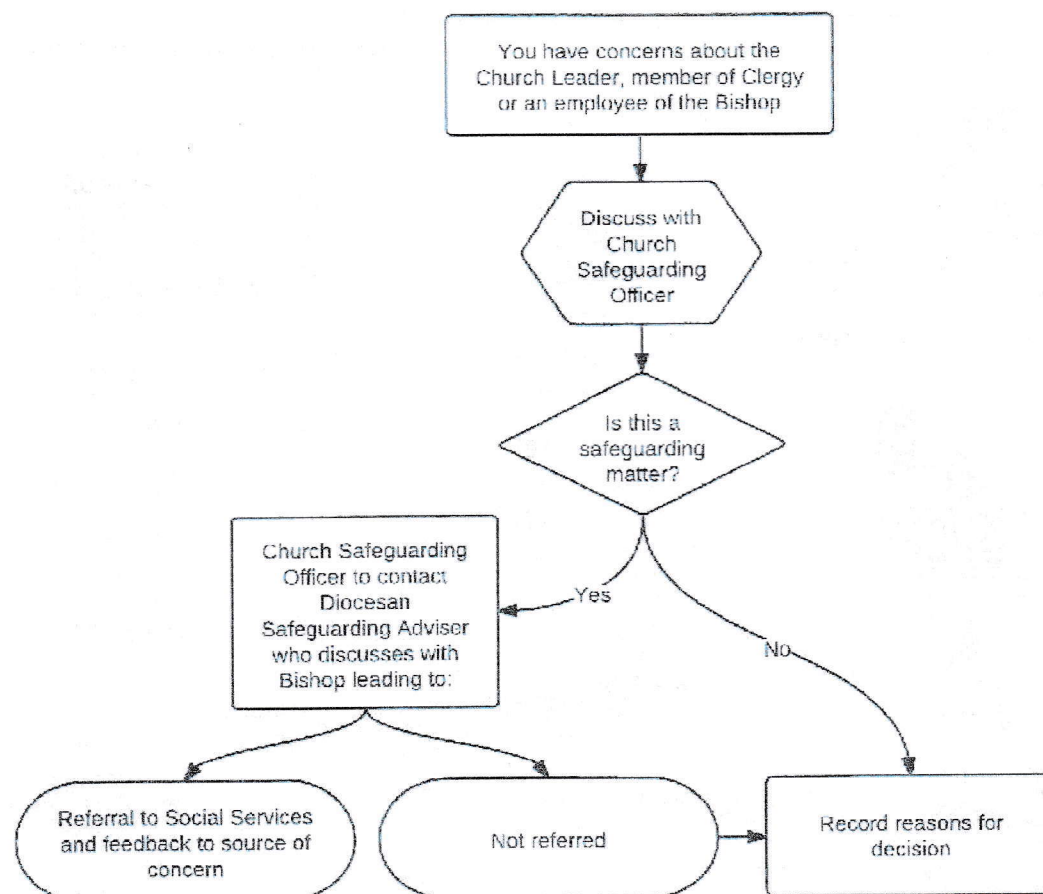 You have concerns about the
Church Leader, member of Clergy
or an employee of the Bishop
Discuss with
Church
Safeguarding
Officer
Is this a
safeguarding
matter?
Church Safeguarding
Officer to contact
Diocesan
Safeguarding Adviser
who discusses with
Bishop leading to:
Yes
No
Referral to Social Services
and feedback to source of
concern
Not referred
Record reasons for
decision